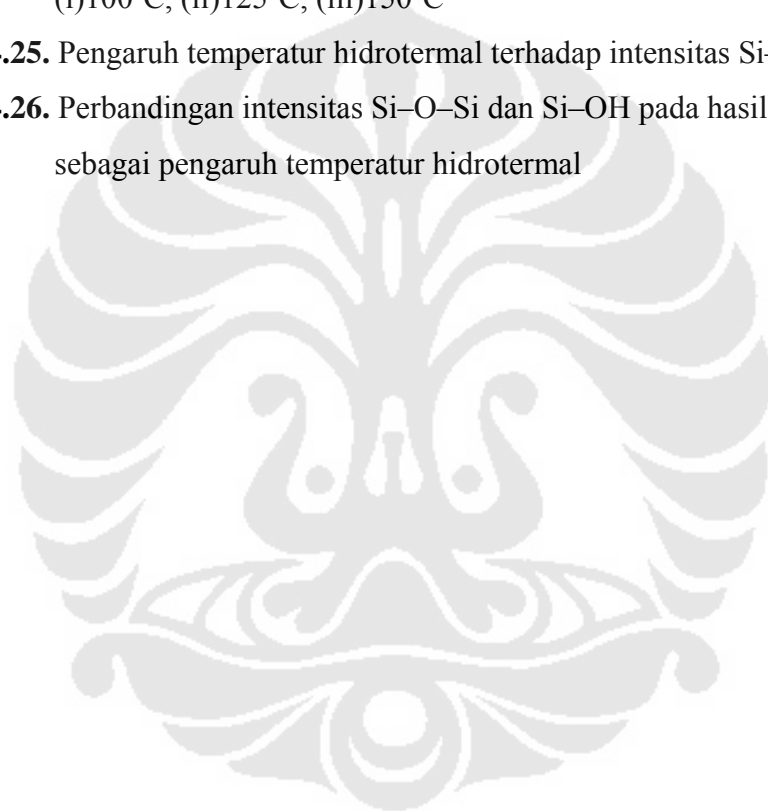 (i)100 C, (ii)125 C, (iii)150 C
.25. Pengaruh temperatur hidrotermal terhadap intensitas Si–
.26. Perbandingan intensitas Si–O–Si dan Si–OH pada hasil
sebagai pengaruh temperatur hidrotermal